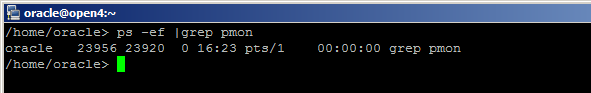 oracle@open4:~
/home/oracle> ps -ef |grep pmon
oracle   23956 23920  0 16:23 pts/1    00:00:00 grep pmon
/home/oracle>